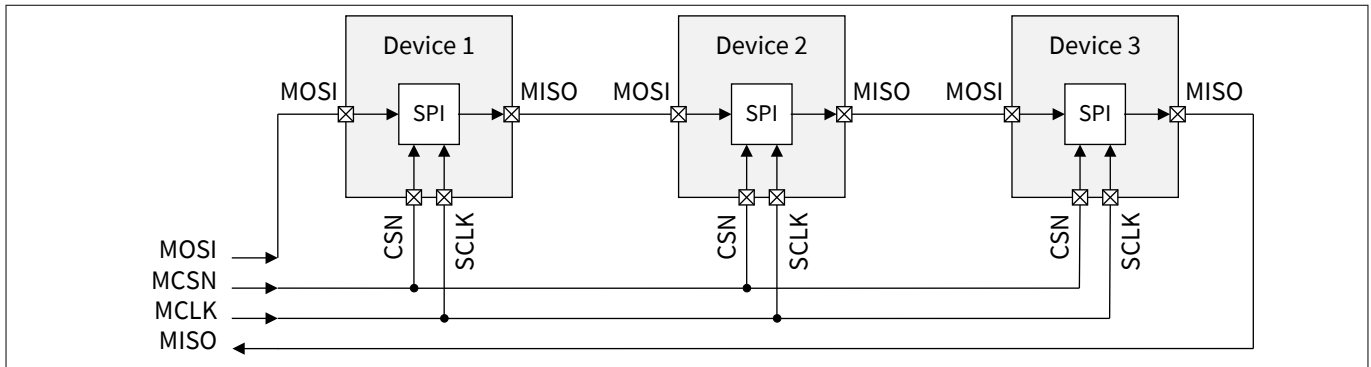 Device 1
Device 2
Device 3
MOSI
MISO
MOSI
MISO
MOSI
MISO
SPI
SPI
SPI
CSN
SCLK
CSN
SCLK
CSN
SCLK
MOSI
MCSN
MCLK
MISO